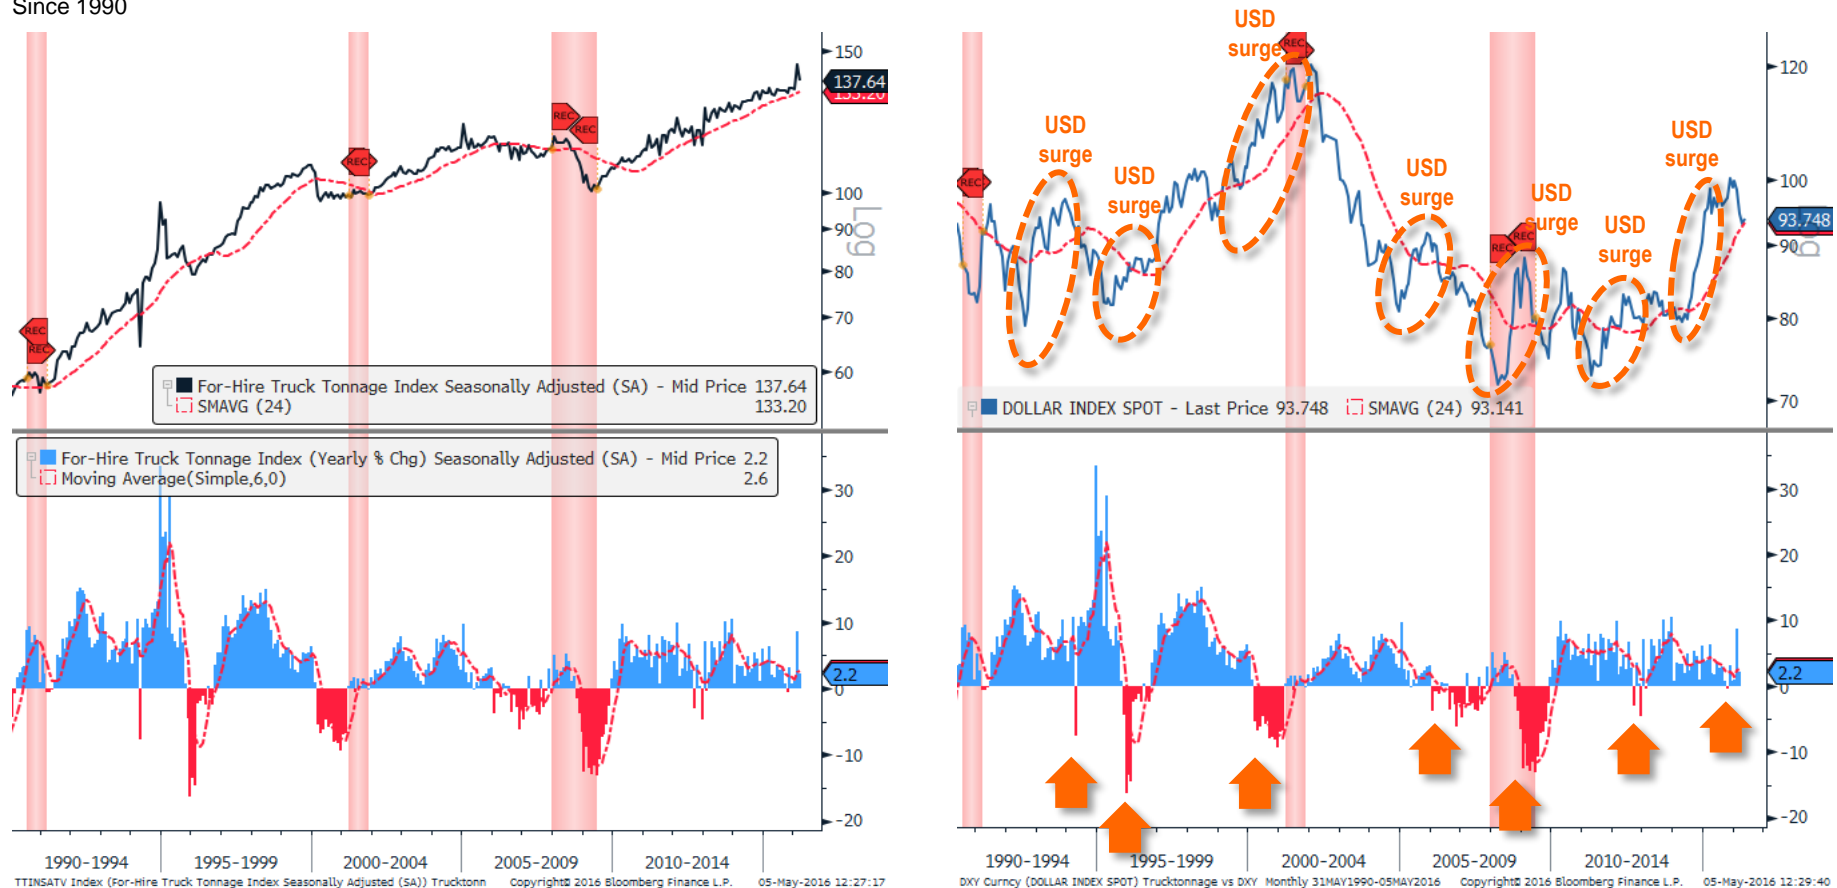 Since 1990
150
137.64
133.20
REC
REC
REC
REC
REC
100
90
80
70
60
Log
For-Hire Truck Tonnage Index Seasonally Adjusted (SA) - Mid Price 137.64
SMAVG (24) 133.20
For-Hire Truck Tonnage Index (Yearly % Chg) Seasonally Adjusted (SA) - Mid Price 2.2
Moving Average(Simple,6,0) 2.6
30
20
10
2.2
0
-10
-20
1990-1994 1995-1999 2000-2004 2005-2009 2010-2014
TTINSATV Index (For-Hire Truck Tonnage Index Seasonally Adjusted (SA)) Trucktonn Copyright© 2016 Bloomberg Finance L.P. 05-May-2016 12:27:17
USD
surge
REC
120
USD
surge
USD
surge
USD
surge
USD
surge
USD
surge
USD
surge
REC
REC
REC
100
93.748
90
80
70
DOLLAR INDEX SPOT - Last Price 93.748 SMAVG (24) 93.141
30
20
10
2.2
0
-10
-20
1990-1994 1995-1999 2000-2004 2005-2009 2010-2014
DXY Curncy (DOLLAR INDEX SPOT) Trucktonnage vs DXY Monthly 31MAY1990-05MAY2016 Copyright© 2016 Bloomberg Finance L.P. 05-May-2016 12:29:40